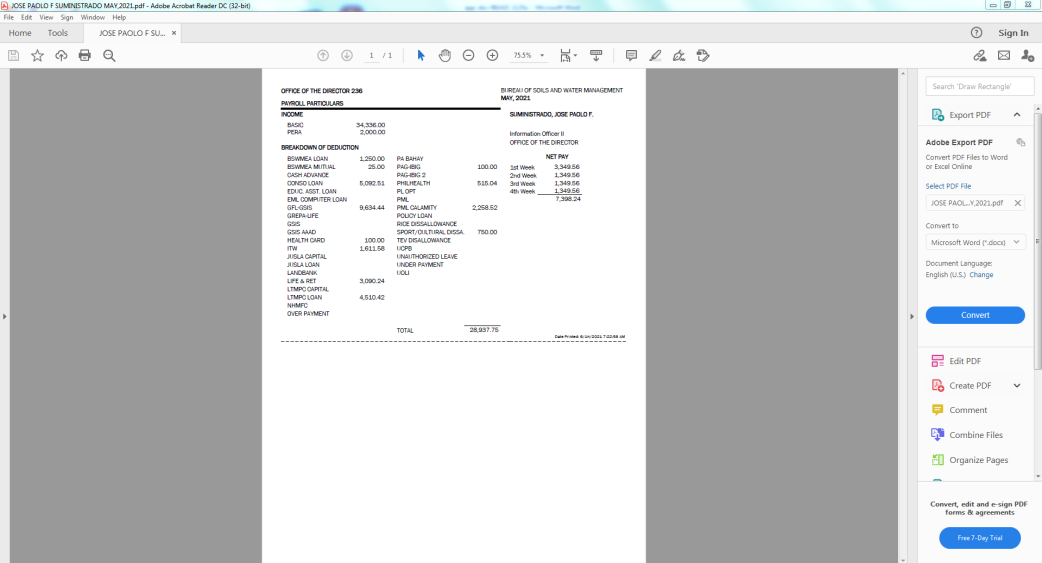 JOSE PAOLO F SUMINISTRADO MAY,2021.pdf - Adobe Acrobat Reader DC (32-bit)
File Edit View Sign Window Help
Home Tools JOSE PAOLO F SU... × Sign In
1 / 1 75.5%
OFFICE OF THE DIRECTOR 236 BUREAU OF SOILS AND WATER MANAGEMENT
MAY, 2021
PAYROLL PARTICULARS
INCOME SUMINISTRADO, JOSE PAOLO F.
BASIC 34,336.00
PERA 2,000.00 Information Officer II
OFFICE OF THE DIRECTOR
BREAKDOWN OF DEDUCTION
NET PAY
BSWMEA LOAN 1,250.00 PA BAHAY
BSWMEA MUTUAL 25.00 PAG-IBIG 100.00 1st Week 3,349.56
CASH ADVANCE PAG-IBIG 2 2nd Week 1,349.56
CONSO LOAN 5,092.51 PHILHEALTH 515.04 3rd Week 1,349.56
EDUC. ASST. LOAN PL OPT 4th Week 1,349.56
EML COMPUTER LOAN PML 7,398.24
GFL-GSIS 9,634.44 PML CALAMITY 2,258.52
GREPA-LIFE POLICY LOAN
GSIS RICE DISSALLOWANCE
GSIS AAAD SPORT/CULTURAL DISSA. 750.00
HEALTH CARD 100.00 TEV DISALLOWANCE
ITW 1,611.58 UCPB
JUSLA CAPITAL UNAUTHORIZED LEAVE
JUSLA LOAN UNDER PAYMENT
LANDBANK UOLI
LIFE & RET 3,090.24
LTMPC CAPITAL
LTMPC LOAN 4,510.42
NHMFC
OVER PAYMENT
TOTAL 28,937.75
Date Printed:
Search 'Draw Rectangle'
Export PDF
Adobe Export PDF
Convert PDF Files to Word
or Excel Online
Select PDF File
JOSE PAOL...Y,2021.pdf ×
Convert to
Microsoft Word (*.docx)
Document Language:
English (U.S.) Change
Convert
Edit PDF
Create PDF
Comment
Combine Files
Organize Pages
Convert, edit and e-sign PDF
forms & agreements
Free 7-Day Trial